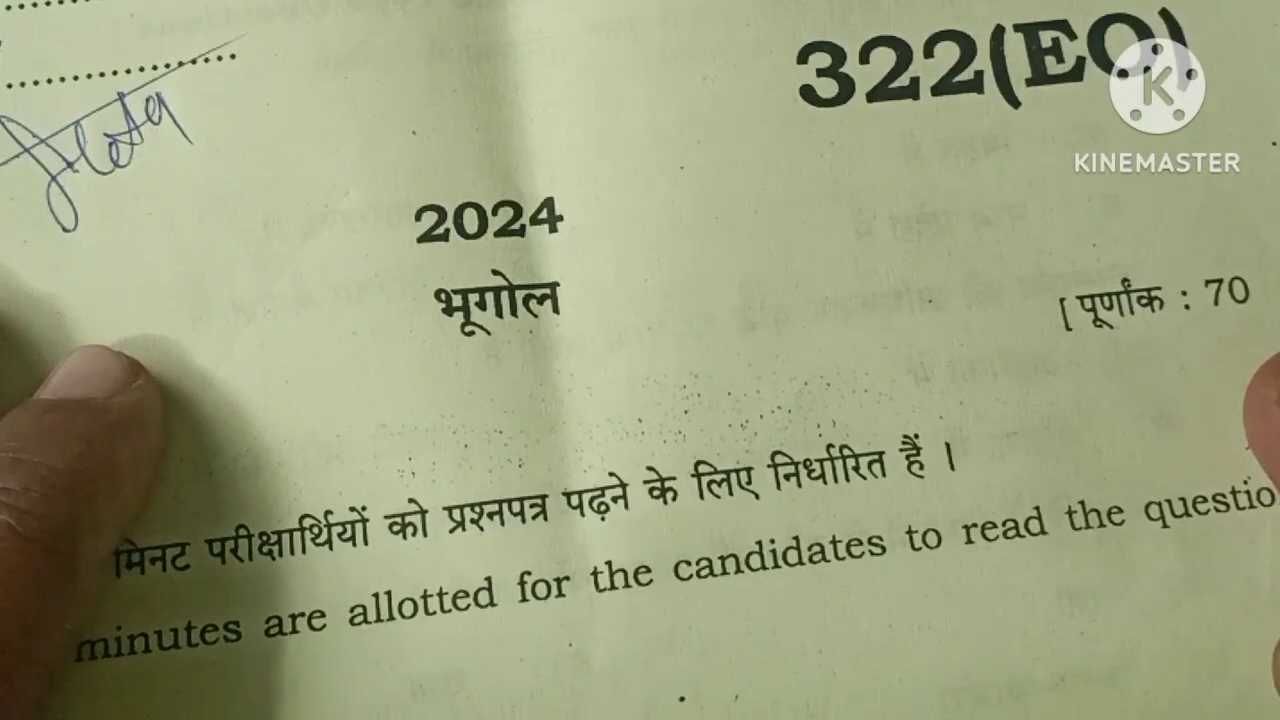 322(EO)
KINEMASTER
2024
भूगोल
[ पूर्णांक : 70
मिनट परीक्षार्थियों को प्रश्नपत्र पढ़ने के लिए निर्धारित हैं ।
minutes are allotted for the candidates to read the questio